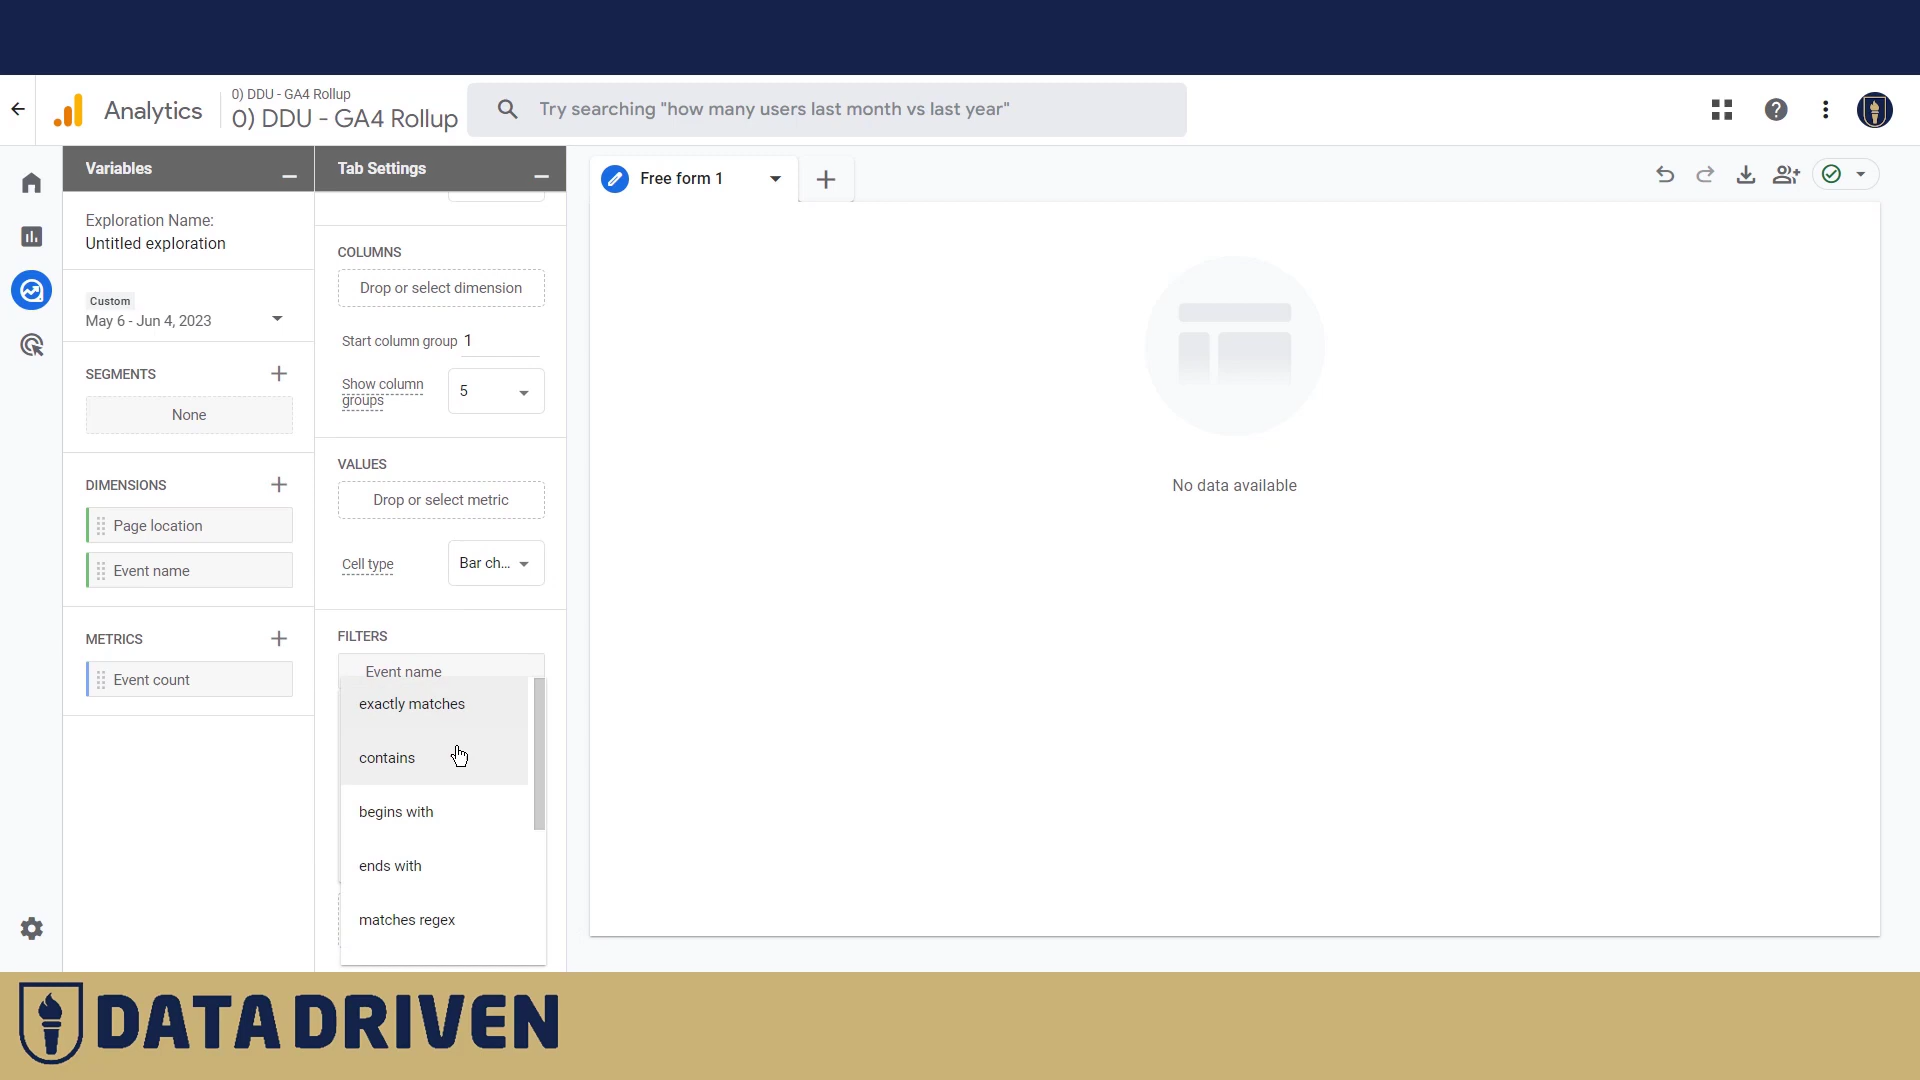 Analytics
0) DDU - GA4 Rollup
0) DDU - GA4 Rollup
Try searching "how many users last month vs last year"
Variables
Exploration Name:
Untitled exploration
Custom
May 6 - Jun 4, 2023
SEGMENTS
None
DIMENSIONS
Page location
Event name
METRICS
Event count
Tab Settings
COLUMNS
Drop or select dimension
Start column group 1
Show column
groups
5
VALUES
Drop or select metric
Cell type
Bar ch...
FILTERS
Event name
exactly matches
contains
begins with
ends with
matches regex
Free form 1
No data available
DATA DRIVEN